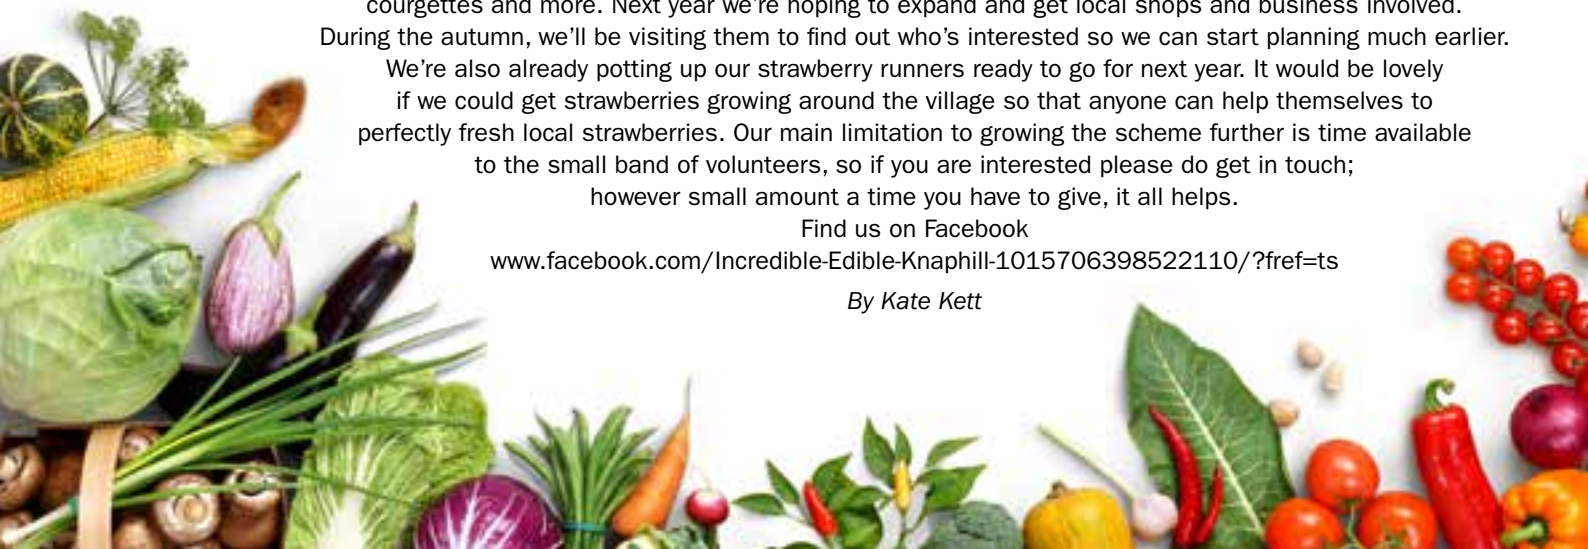 courgettes and more. Next year we're hoping to expand and get local shops and business involved.
During the autumn, we'll be visiting them to find out who's interested so we can start planning much earlier.
We're also already potting up our strawberry runners ready to go for next year. It would be lovely
if we could get strawberries growing around the village so that anyone can help themselves to
perfectly fresh local strawberries. Our main limitation to growing the scheme further is time available
to the small band of volunteers, so if you are interested please do get in touch;
however small amount a time you have to give, it all helps.
Find us on Facebook
www.facebook.com/Incredible-Edible-Knaphill-1015706398522110/?fref=ts
By Kate Kett